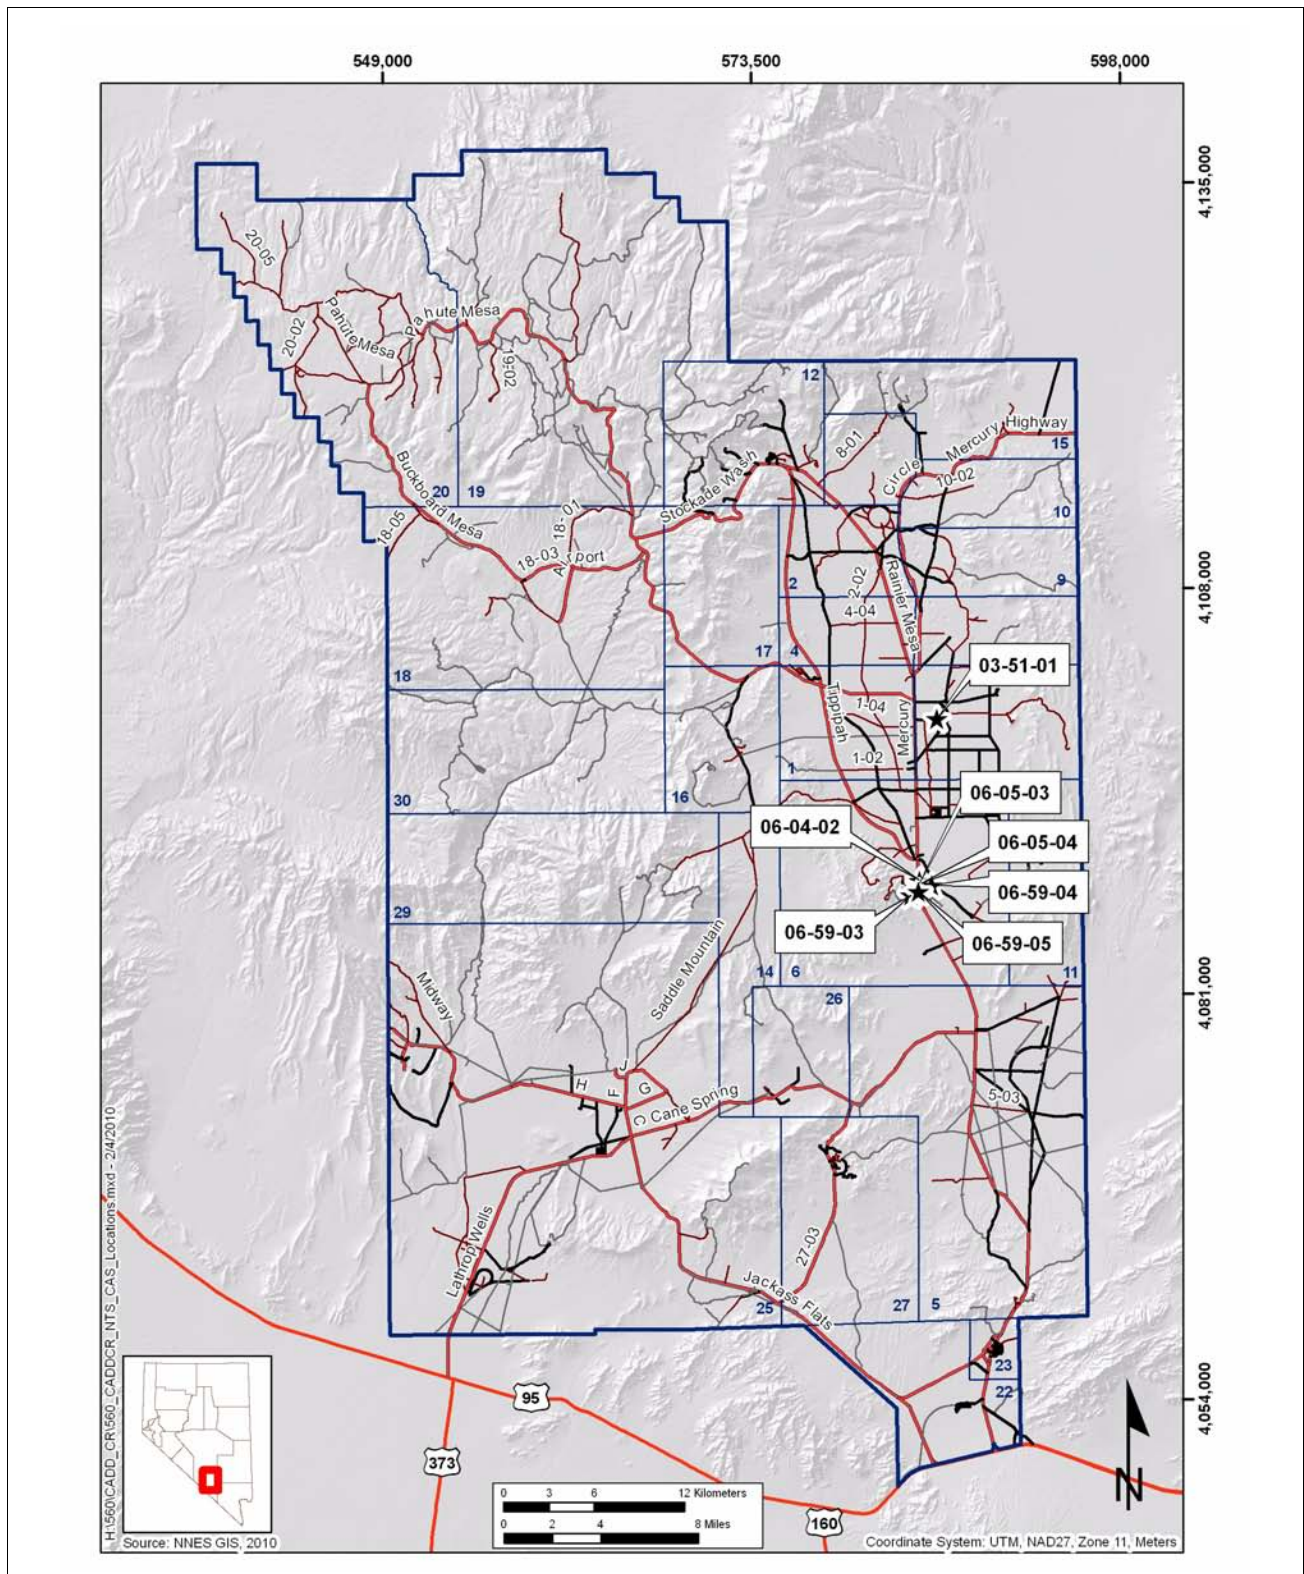 549,000
573,500
598,000
4,135,000
20-05
Pahute Mesa
Pahute Mesa
20-02
19-02
12
8-01
Circle
Mercury
Highway
15
Stockade Wash
10-02
10
20
19
Buckboard Mesa
18-05
18-01
18-03
Airport
2
2-02
Rainier Mesa
9
4,108,000
4-04
17
4
03-51-01
18
Tippipah
1-04
Mercury
1-02
1
06-05-03
30
16
06-04-02
06-05-04
06-59-04
29
06-59-03
06-59-05
Saddle Mountain
14
6
11
Midway
26
4,081,000
J
H
F
G
C
Cane Spring
5-03
Lathrop Wells
27-03
Jackass Flats
25
27
5
23
22
4,054,000
95
373
160
0 3 6 12 Kilometers
0 2 4 8 Miles
N
H:\560\CADD_CR\560_CADDCR_NTS_CAS_Locations.mxd - 2/4/2010
Source: NNES GIS, 2010
Coordinate System: UTM, NAD27, Zone 11, Meters